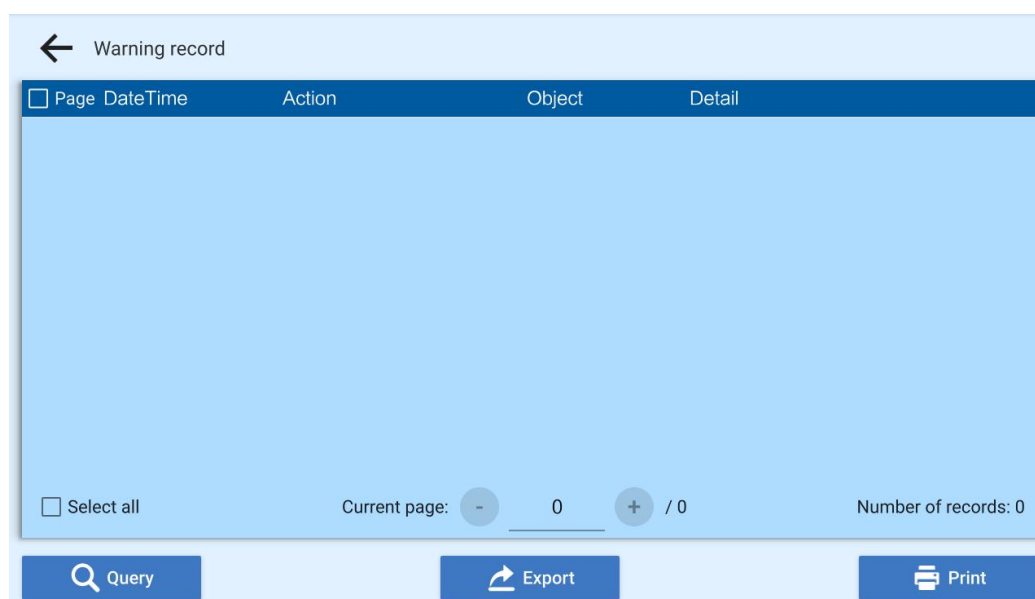 Warning record
Page DateTime Action Object Detail
Select all Current page: - 0 + / 0 Number of records: 0
Query Export Print